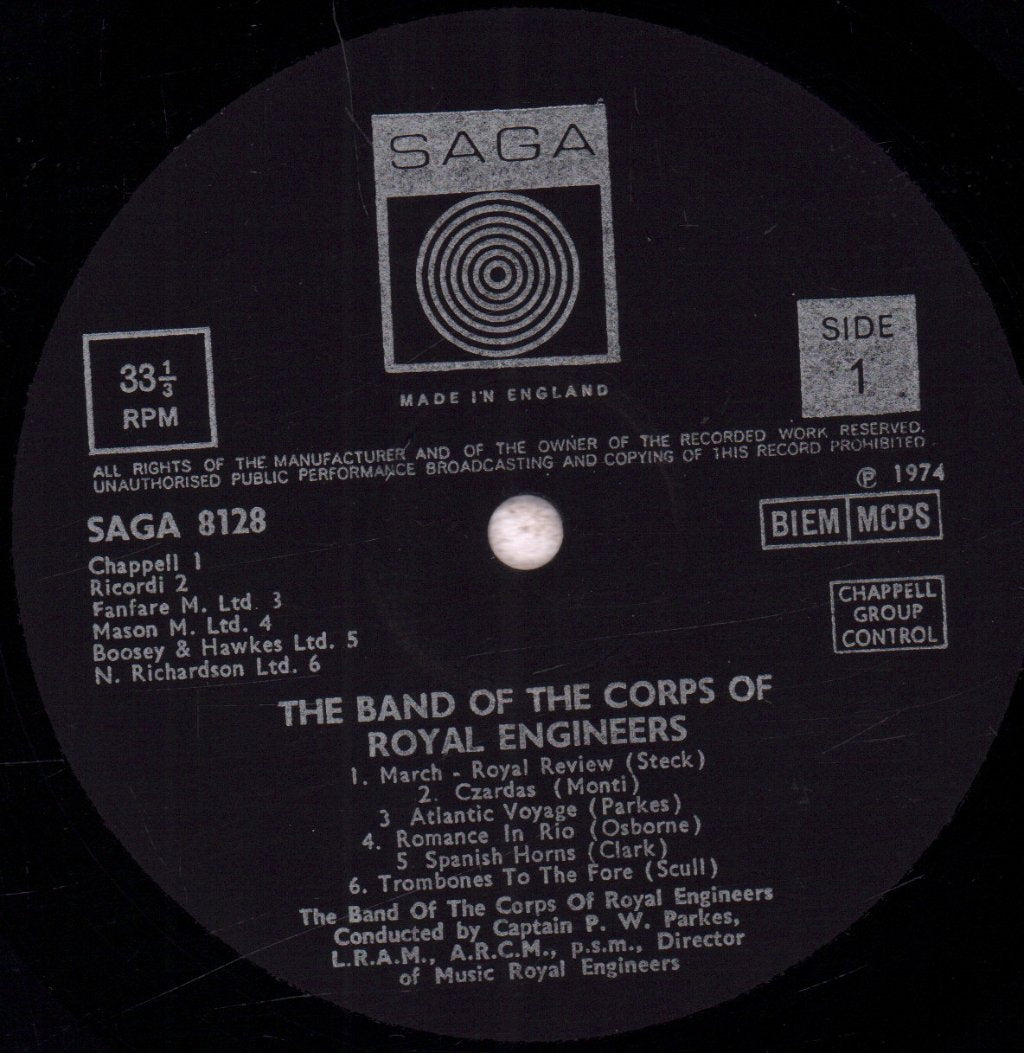 SAGA
MADE IN ENGLAND
33⅓
RPM
SIDE
1
ALL RIGHTS OF THE MANUFACTURER AND OF THE OWNER OF THE RECORDED WORK RESERVED.
UNAUTHORISED PUBLIC PERFORMANCE BROADCASTING AND COPYING OF THIS RECORD PROHIBITED
℗ 1974
SAGA 8128
BIEM MCPS
Chappell 1
Ricordi 2
Fanfare M. Ltd. 3
Mason M. Ltd. 4
Boosey & Hawkes Ltd. 5
N. Richardson Ltd. 6
CHAPPELL
GROUP
CONTROL
THE BAND OF THE CORPS OF
ROYAL ENGINEERS
1. March - Royal Review (Steck)
2. Czardas (Monti)
3 Atlantic Voyage (Parkes)
4. Romance In Rio (Osborne)
5 Spanish Horns (Clark)
6. Trombones To The Fore (Scull)
The Band Of The Corps Of Royal Engineers
Conducted by Captain P. W. Parkes,
L.R.A.M., A.R.C.M., p.s.m., Director
of Music Royal Engineers